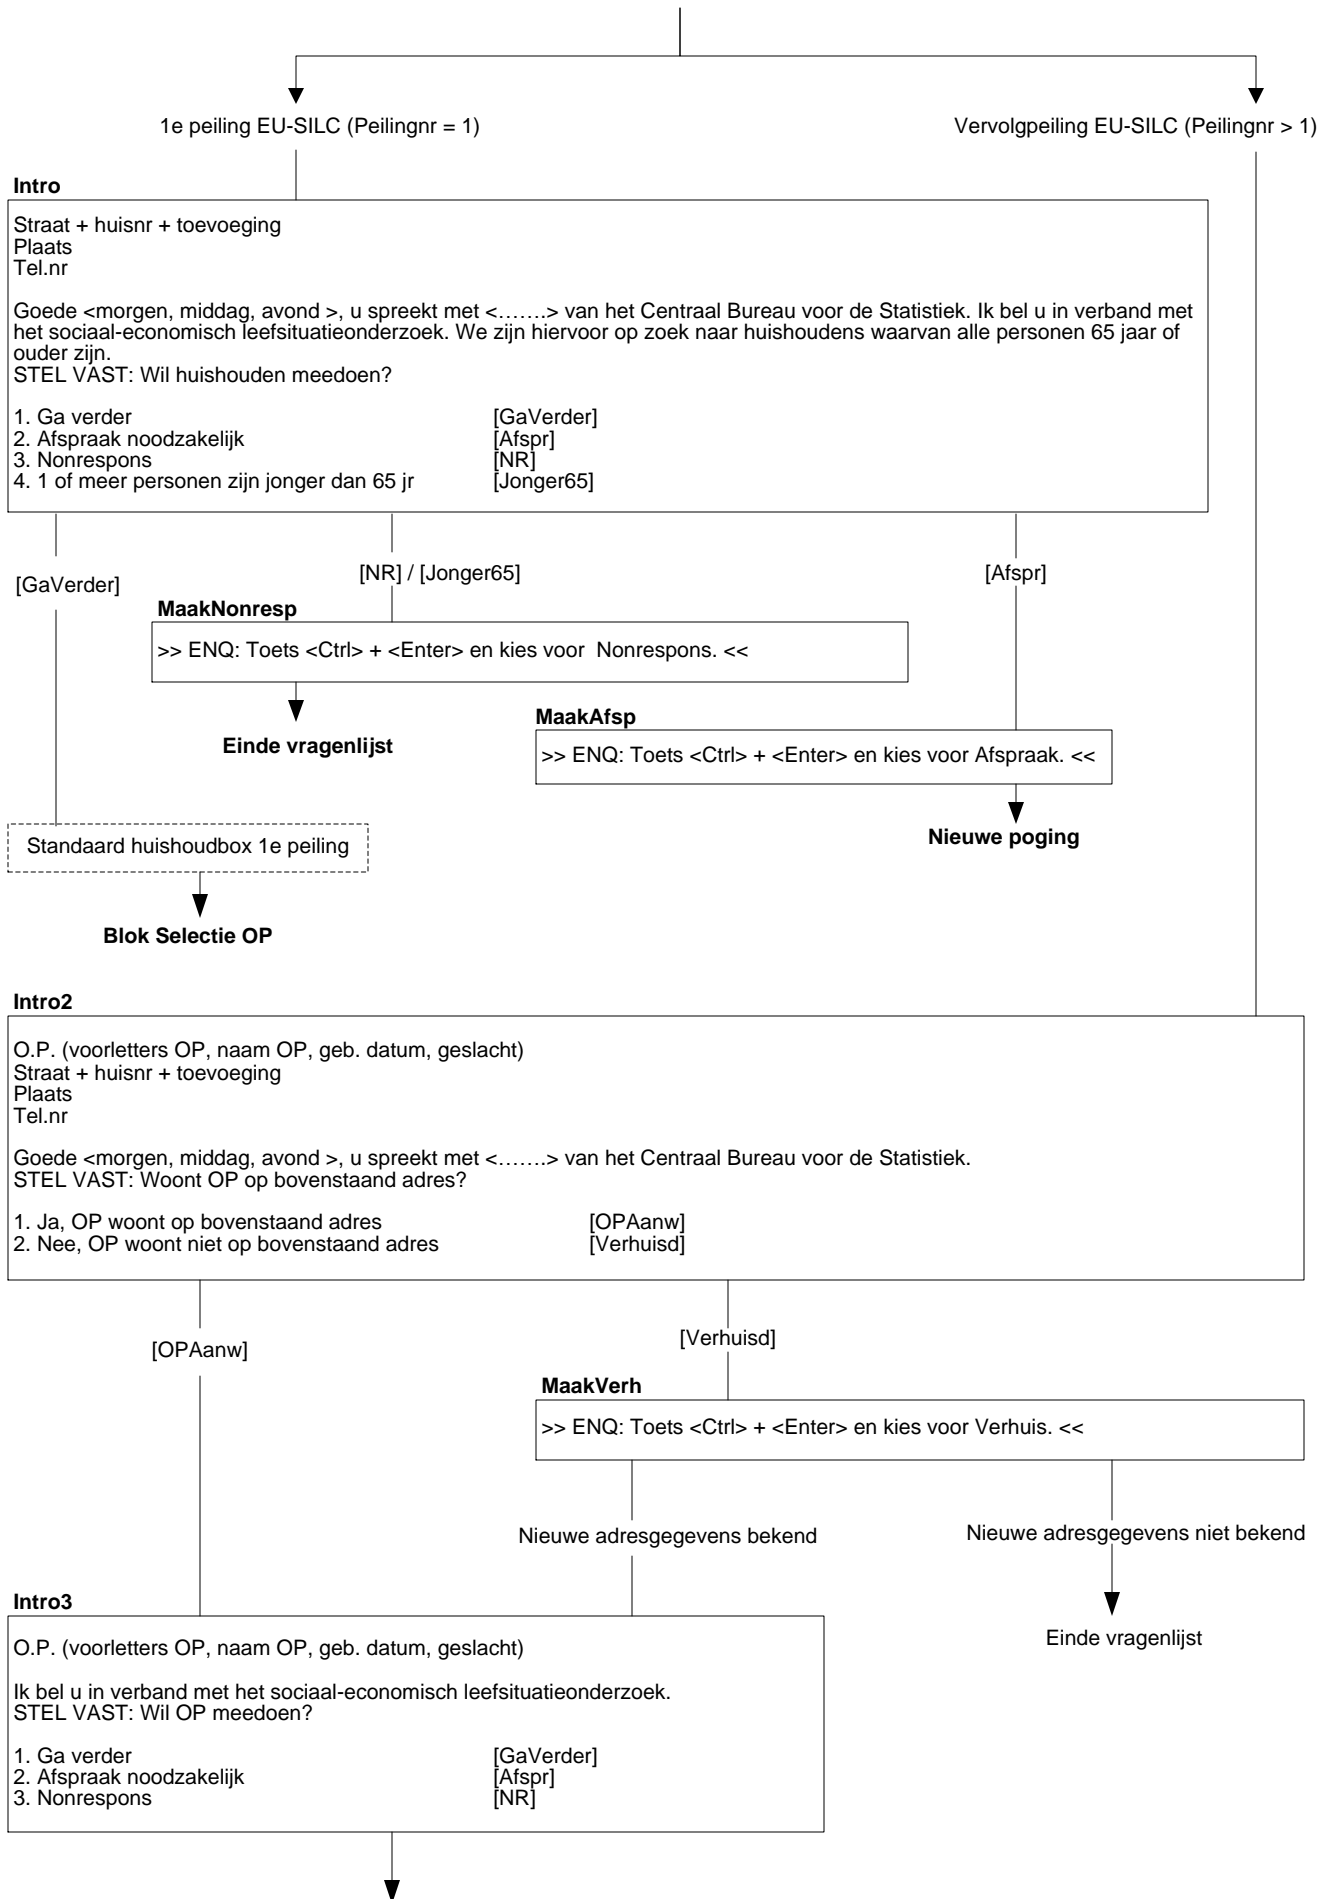 1e peiling EU-SILC (Peilingnr = 1)
Vervolgpeiling EU-SILC (Peilingnr > 1)
Intro
Straat + huisnr + toevoeging
Plaats
Tel.nr
Goede <morgen, middag, avond >, u spreekt met <…….> van het Centraal Bureau voor de Statistiek. Ik bel u in verband met
het sociaal-economisch leefsituatieonderzoek. We zijn hiervoor op zoek naar huishoudens waarvan alle personen 65 jaar of
ouder zijn.
STEL VAST: Wil huishouden meedoen?
1. Ga verder [GaVerder]
2. Afspraak noodzakelijk [Afspr]
3. Nonrespons [NR]
4. 1 of meer personen zijn jonger dan 65 jr [Jonger65]
[GaVerder]
[NR] / [Jonger65]
[Afspr]
MaakNonresp
>> ENQ: Toets <Ctrl> + <Enter> en kies voor  Nonrespons. <<
Einde vragenlijst
MaakAfsp
>> ENQ: Toets <Ctrl> + <Enter> en kies voor Afspraak. <<
Nieuwe poging
Standaard huishoudbox 1e peiling
Blok Selectie OP
Intro2
O.P. (voorletters OP, naam OP, geb. datum, geslacht)
Straat + huisnr + toevoeging
Plaats
Tel.nr
Goede <morgen, middag, avond >, u spreekt met <…….> van het Centraal Bureau voor de Statistiek.
STEL VAST: Woont OP op bovenstaand adres?
1. Ja, OP woont op bovenstaand adres [OPAanw]
2. Nee, OP woont niet op bovenstaand adres [Verhuisd]
[OPAanw]
[Verhuisd]
MaakVerh
>> ENQ: Toets <Ctrl> + <Enter> en kies voor Verhuis. <<
Nieuwe adresgegevens bekend
Nieuwe adresgegevens niet bekend
Einde vragenlijst
Intro3
O.P. (voorletters OP, naam OP, geb. datum, geslacht)
Ik bel u in verband met het sociaal-economisch leefsituatieonderzoek.
STEL VAST: Wil OP meedoen?
1. Ga verder [GaVerder]
2. Afspraak noodzakelijk [Afspr]
3. Nonrespons [NR]